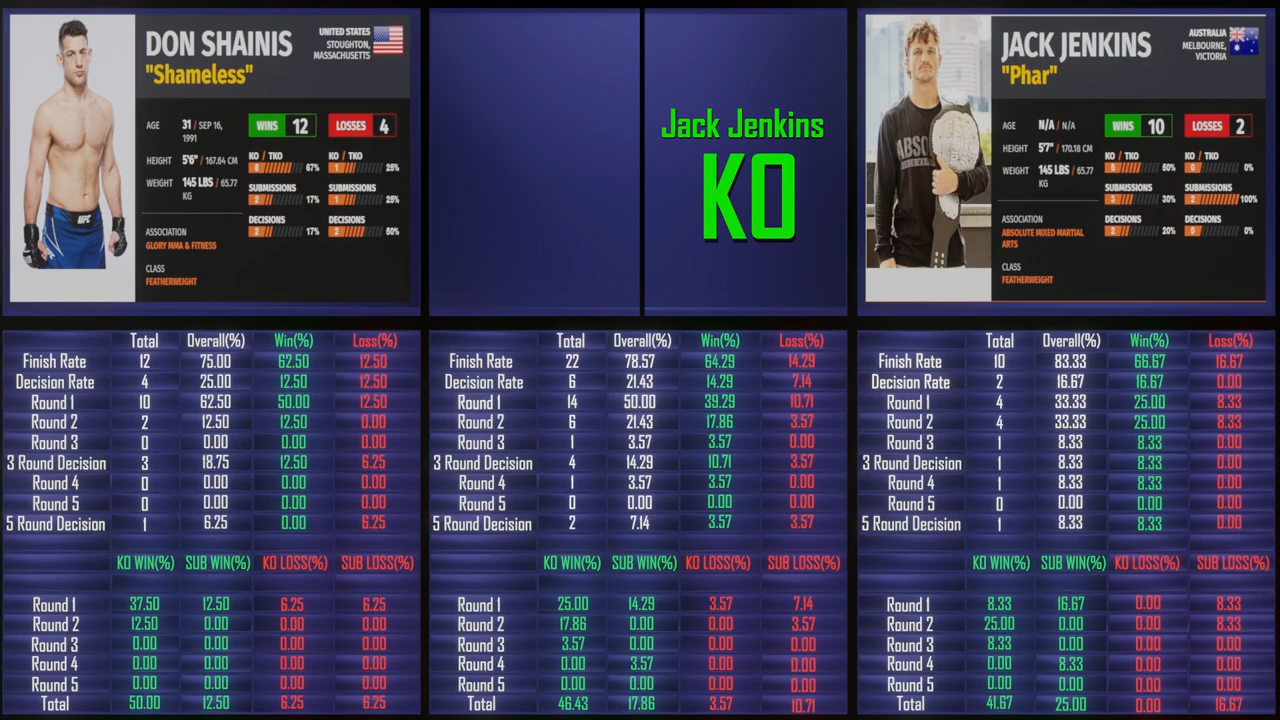 DON SHAINIS
"Shameless"
UNITED STATES
STOUGHTON,
MASSACHUSETTS
AGE 31 / SEP 16,
1991
HEIGHT 5'6" / 167.64 CM
WEIGHT 145 LBS / 65.77
KG
ASSOCIATION
GLORY MMA & FITNESS
CLASS
FEATHERWEIGHT
WINS 12
KO / TKO
8 67%
SUBMISSIONS
2 17%
DECISIONS
2 17%
LOSSES 4
KO / TKO
1 25%
SUBMISSIONS
1 25%
DECISIONS
2 50%
UFC
Jack Jenkins
KO
JACK JENKINS
"Phar"
AUSTRALIA
MELBOURNE,
VICTORIA
AGE N/A / N/A
HEIGHT 5'7" / 170.18 CM
WEIGHT 145 LBS / 65.77
KG
ASSOCIATION
ABSOLUTE MIXED MARTIAL
ARTS
CLASS
FEATHERWEIGHT
WINS 10
KO / TKO
5 50%
SUBMISSIONS
3 30%
DECISIONS
2 20%
LOSSES 2
KO / TKO
0 0%
SUBMISSIONS
2 100%
DECISIONS
0 0%
ABSO
Total Overall(%) Win(%) Loss(%)
Finish Rate 12 75.00 62.50 12.50
Decision Rate 4 25.00 12.50 12.50
Round 1 10 62.50 50.00 12.50
Round 2 2 12.50 12.50 0.00
Round 3 0 0.00 0.00 0.00
3 Round Decision 3 18.75 12.50 6.25
Round 4 0 0.00 0.00 0.00
Round 5 0 0.00 0.00 0.00
5 Round Decision 1 6.25 0.00 6.25
KO WIN(%) SUB WIN(%) KO LOSS(%) SUB LOSS(%)
Round 1 37.50 12.50 6.25 6.25
Round 2 12.50 0.00 0.00 0.00
Round 3 0.00 0.00 0.00 0.00
Round 4 0.00 0.00 0.00 0.00
Round 5 0.00 0.00 0.00 0.00
Total 50.00 12.50 6.25 6.25
Total Overall(%) Win(%) Loss(%)
Finish Rate 22 78.57 64.29 14.29
Decision Rate 6 21.43 14.29 7.14
Round 1 14 50.00 39.29 10.71
Round 2 6 21.43 17.86 3.57
Round 3 1 3.57 3.57 0.00
3 Round Decision 4 14.29 10.71 3.57
Round 4 1 3.57 3.57 0.00
Round 5 0 0.00 0.00 0.00
5 Round Decision 2 7.14 3.57 3.57
KO WIN(%) SUB WIN(%) KO LOSS(%) SUB LOSS(%)
Round 1 25.00 14.29 3.57 7.14
Round 2 17.86 0.00 0.00 3.57
Round 3 3.57 0.00 0.00 0.00
Round 4 0.00 3.57 0.00 0.00
Round 5 0.00 0.00 0.00 0.00
Total 46.43 17.86 3.57 10.71
Total Overall(%) Win(%) Loss(%)
Finish Rate 10 83.33 66.67 16.67
Decision Rate 2 16.67 16.67 0.00
Round 1 4 33.33 25.00 8.33
Round 2 4 33.33 25.00 8.33
Round 3 1 8.33 8.33 0.00
3 Round Decision 1 8.33 8.33 0.00
Round 4 1 8.33 8.33 0.00
Round 5 0 0.00 0.00 0.00
5 Round Decision 1 8.33 8.33 0.00
KO WIN(%) SUB WIN(%) KO LOSS(%) SUB LOSS(%)
Round 1 8.33 16.67 0.00 8.33
Round 2 25.00 0.00 0.00 8.33
Round 3 8.33 0.00 0.00 0.00
Round 4 0.00 8.33 0.00 0.00
Round 5 0.00 0.00 0.00 0.00
Total 41.67 25.00 0.00 16.67